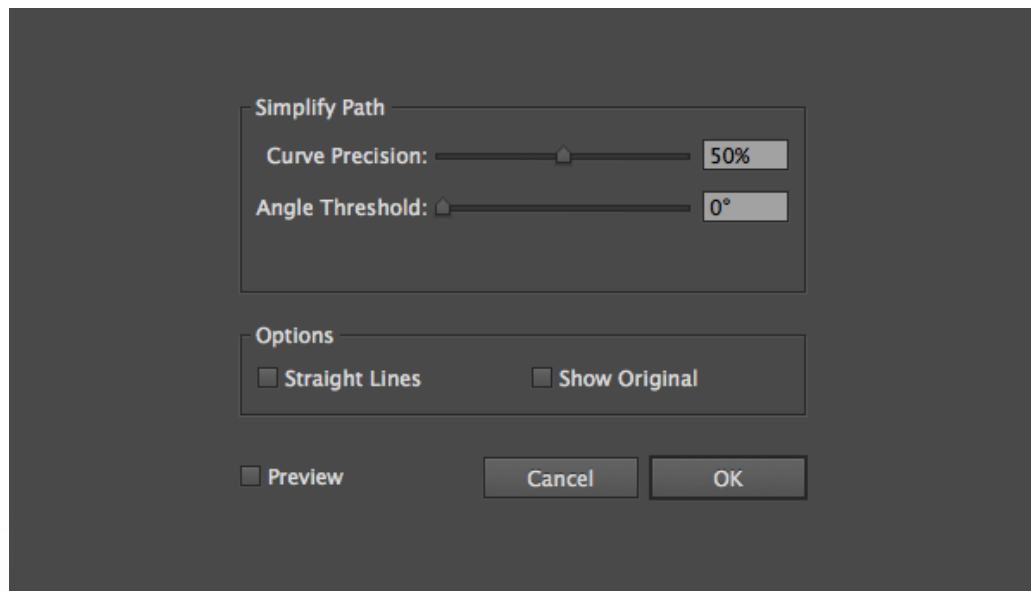 Simplify Path
Curve Precision: 50%
Angle Threshold: 0°
Options
Straight Lines Show Original
Preview Cancel OK